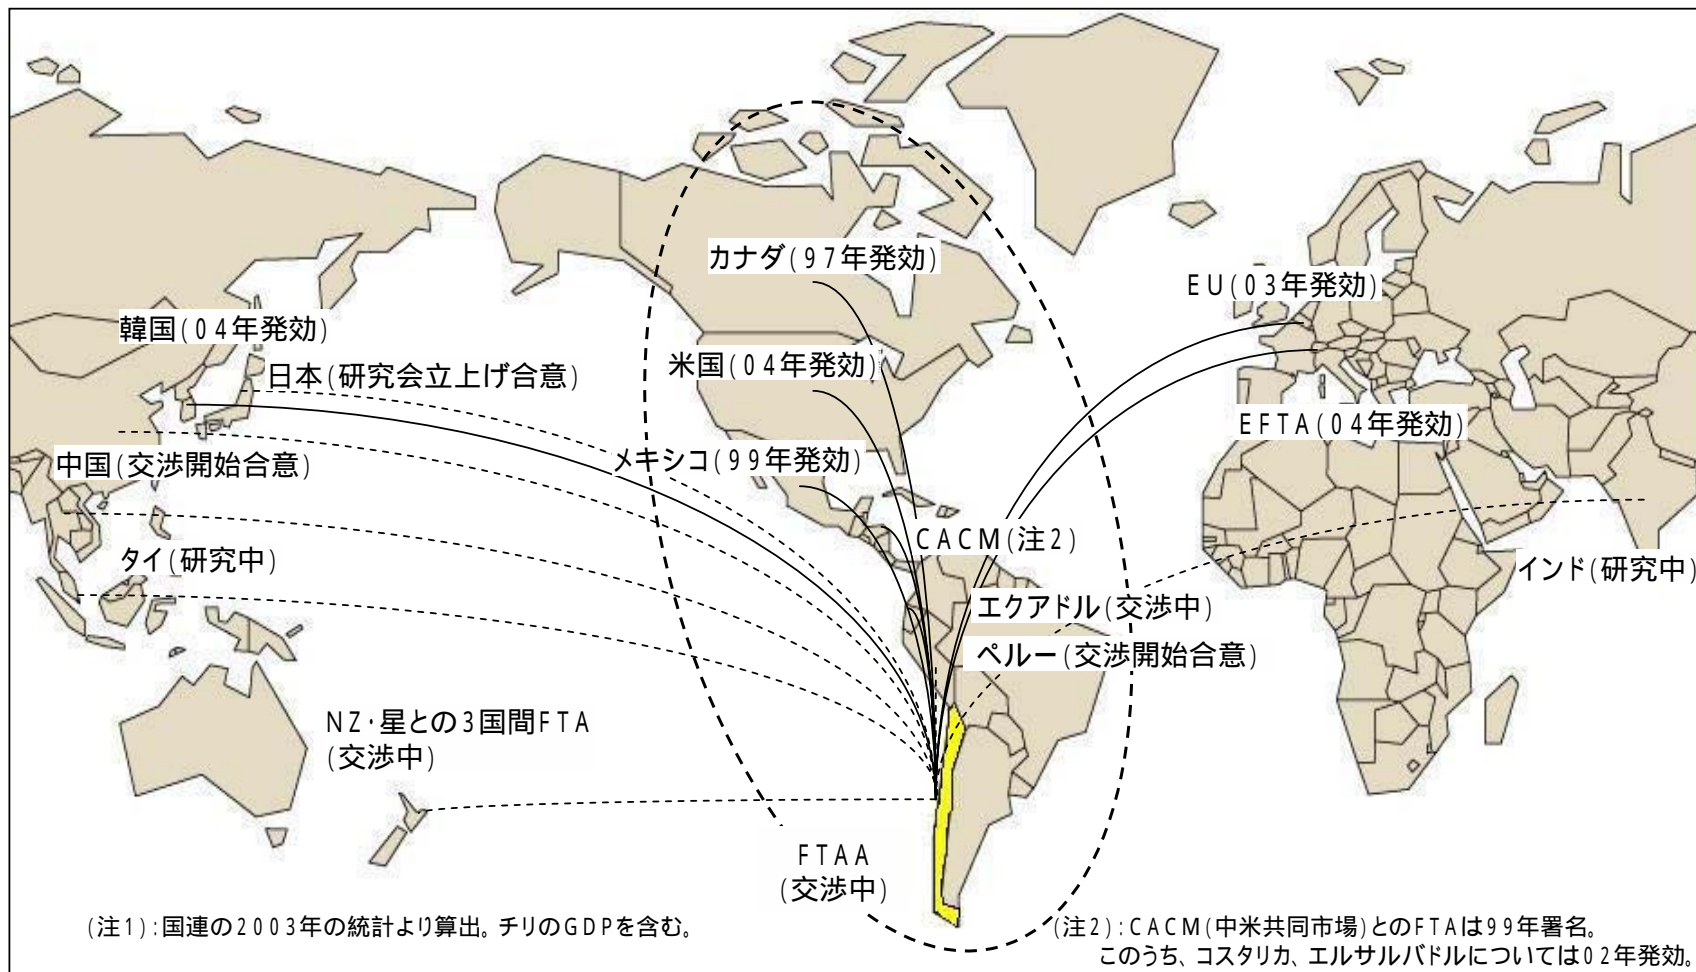 カナダ(97年発効)
EU(03年発効)
韓国(04年発効)
日本(研究会立上げ合意)
米国(04年発効)
EFTA(04年発効)
中国(交渉開始合意)
メキシコ(99年発効)
CACM(注2)
タイ(研究中)
インド(研究中)
エクアドル(交渉中)
ペルー(交渉開始合意)
NZ・星との3国間FTA
(交渉中)
FTAA
(交渉中)
(注1):国連の2003年の統計より算出。チリのGDPを含む。
(注2):CACM(中米共同市場)とのFTAは99年署名。
このうち、コスタリカ、エルサルバドルについては02年発効。